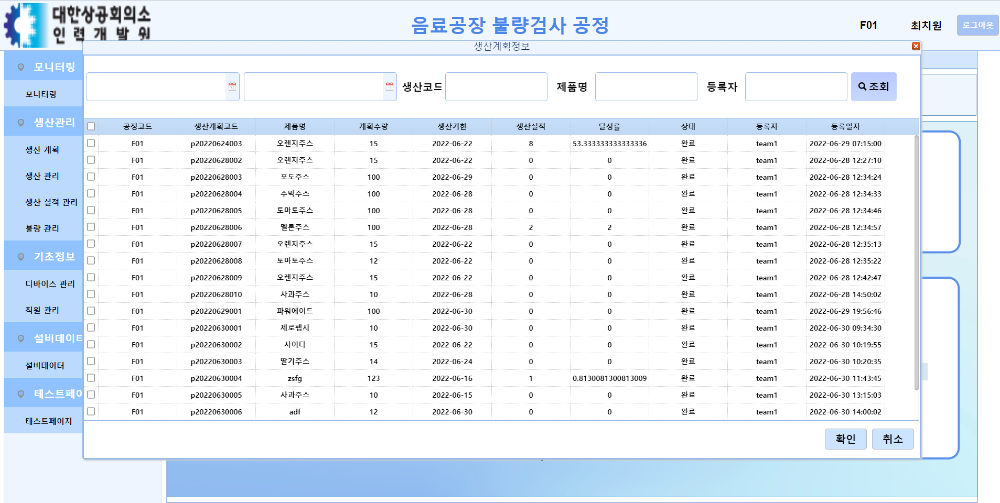 대한상공회의소
인력개발원
음료공장 불량검사 공정
F01 최치원 로그아웃
생산계획정보
모니터링
모니터링
생산관리
생산 계획
생산 관리
생산 실적 관리
불량 관리
기초정보
디바이스 관리
직원 관리
설비데이터
설비데이터
테스트페이
테스트페이지
생산코드 제품명 등록자 조회
공정코드 생산계획코드 제품명 계획수량 생산기한 생산실적 달성률 상태 등록자 등록일자
F01 p20220624003 오렌지주스 15 2022-06-22 8 53.333333333333336 완료 team1 2022-06-29 07:15:00
F01 p20220628002 오렌지주스 15 2022-06-22 0 0 완료 team1 2022-06-28 12:27:10
F01 p20220628003 포도주스 100 2022-06-29 0 0 완료 team1 2022-06-28 12:34:24
F01 p20220628004 수박주스 100 2022-06-28 0 0 완료 team1 2022-06-28 12:34:33
F01 p20220628005 토마토주스 100 2022-06-28 0 0 완료 team1 2022-06-28 12:34:46
F01 p20220628006 멜론주스 100 2022-06-28 2 2 완료 team1 2022-06-28 12:34:57
F01 p20220628007 오렌지주스 15 2022-06-22 0 0 완료 team1 2022-06-28 12:35:13
F01 p20220628008 토마토주스 12 2022-06-22 0 0 완료 team1 2022-06-28 12:35:22
F01 p20220628009 오렌지주스 15 2022-06-22 0 0 완료 team1 2022-06-28 12:42:47
F01 p20220628010 사과주스 10 2022-06-28 0 0 완료 team1 2022-06-28 14:50:02
F01 p20220629001 파워에이드 100 2022-06-30 0 0 완료 team1 2022-06-29 19:56:46
F01 p20220630001 제로펩시 10 2022-06-30 0 0 완료 team1 2022-06-30 09:34:30
F01 p20220630002 사이다 15 2022-06-22 0 0 완료 team1 2022-06-30 10:19:55
F01 p20220630003 딸기주스 14 2022-06-24 0 0 완료 team1 2022-06-30 10:20:35
F01 p20220630004 zsfg 123 2022-06-16 1 0.8130081300813009 완료 team1 2022-06-30 11:43:45
F01 p20220630005 사과주스 10 2022-06-15 0 0 완료 team1 2022-06-30 13:15:03
F01 p20220630006 adf 12 2022-06-30 0 0 완료 team1 2022-06-30 14:00:02
확인 취소